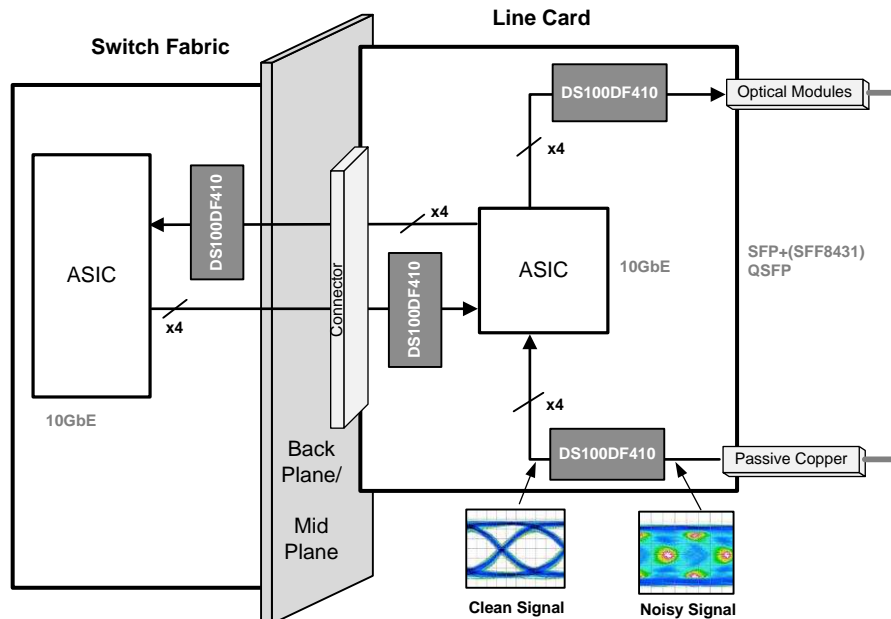 Switch Fabric
Line Card
DS100DF410
Optical Modules
x4
DS100DF410
x4
ASIC
ASIC
10GbE
SFP+(SFF8431)
QSFP
Connector
DS100DF410
x4
10GbE
x4
Back
Plane/
Mid
Plane
DS100DF410
Passive Copper
Clean Signal
Noisy Signal